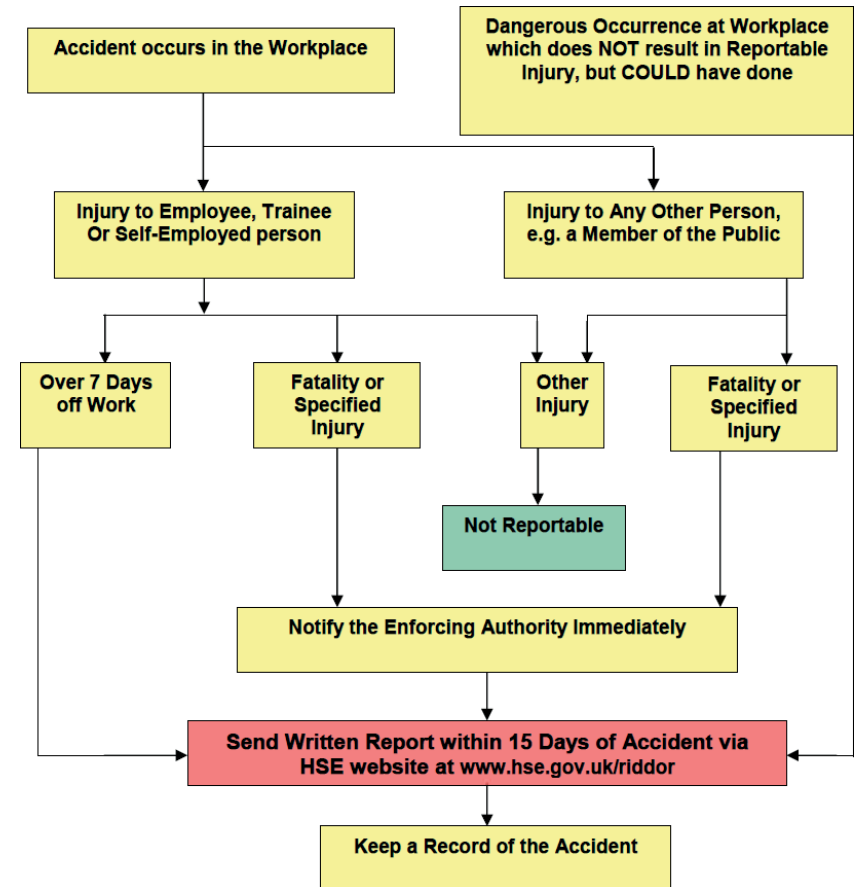 Accident occurs in the Workplace
Dangerous Occurrence at Workplace
which does NOT result in Reportable
Injury, but COULD have done
Injury to Employee, Trainee
Or Self-Employed person
Injury to Any Other Person,
e.g. a Member of the Public
Over 7 Days
off Work
Fatality or
Specified
Injury
Other
Injury
Fatality or
Specified
Injury
Not Reportable
Notify the Enforcing Authority Immediately
Send Written Report within 15 Days of Accident via
HSE website at www.hse.gov.uk/riddor
Keep a Record of the Accident